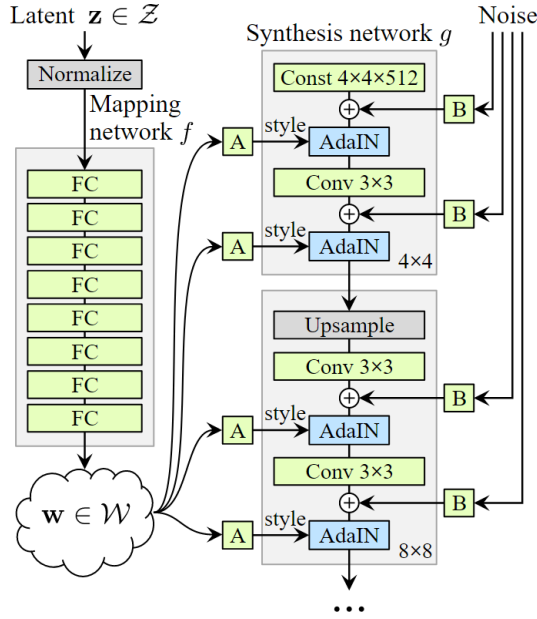 Latent z ∈ 𝒵
Normalize
Mapping
network f
FC
FC
FC
FC
FC
FC
FC
FC
w ∈ 𝒲
Synthesis network g
Noise
Const 4×4×512
B
A
style
AdaIN
Conv 3×3
B
A
style
AdaIN
4×4
Upsample
Conv 3×3
B
A
style
AdaIN
Conv 3×3
B
A
style
AdaIN
8×8
...